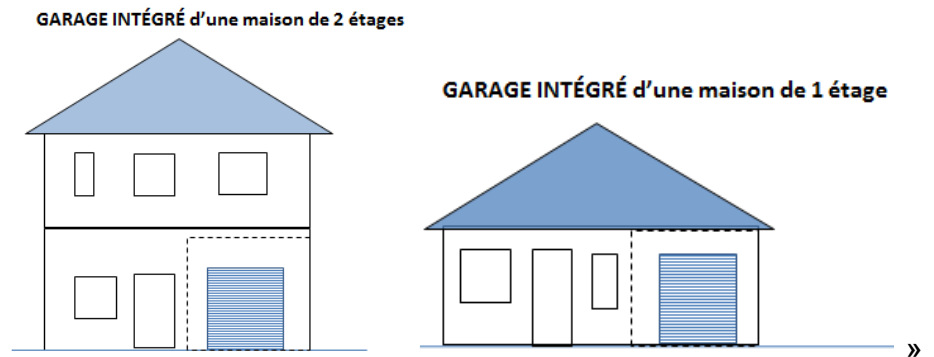 GARAGE INTÉGRÉ d'une maison de 2 étages
GARAGE INTÉGRÉ d'une maison de 1 étage
»